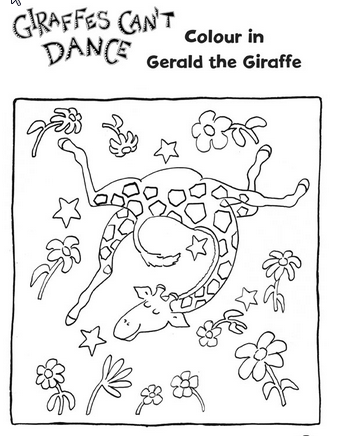 GIRAFFES CAN'T
DANCE
Colour in
Gerald the Giraffe